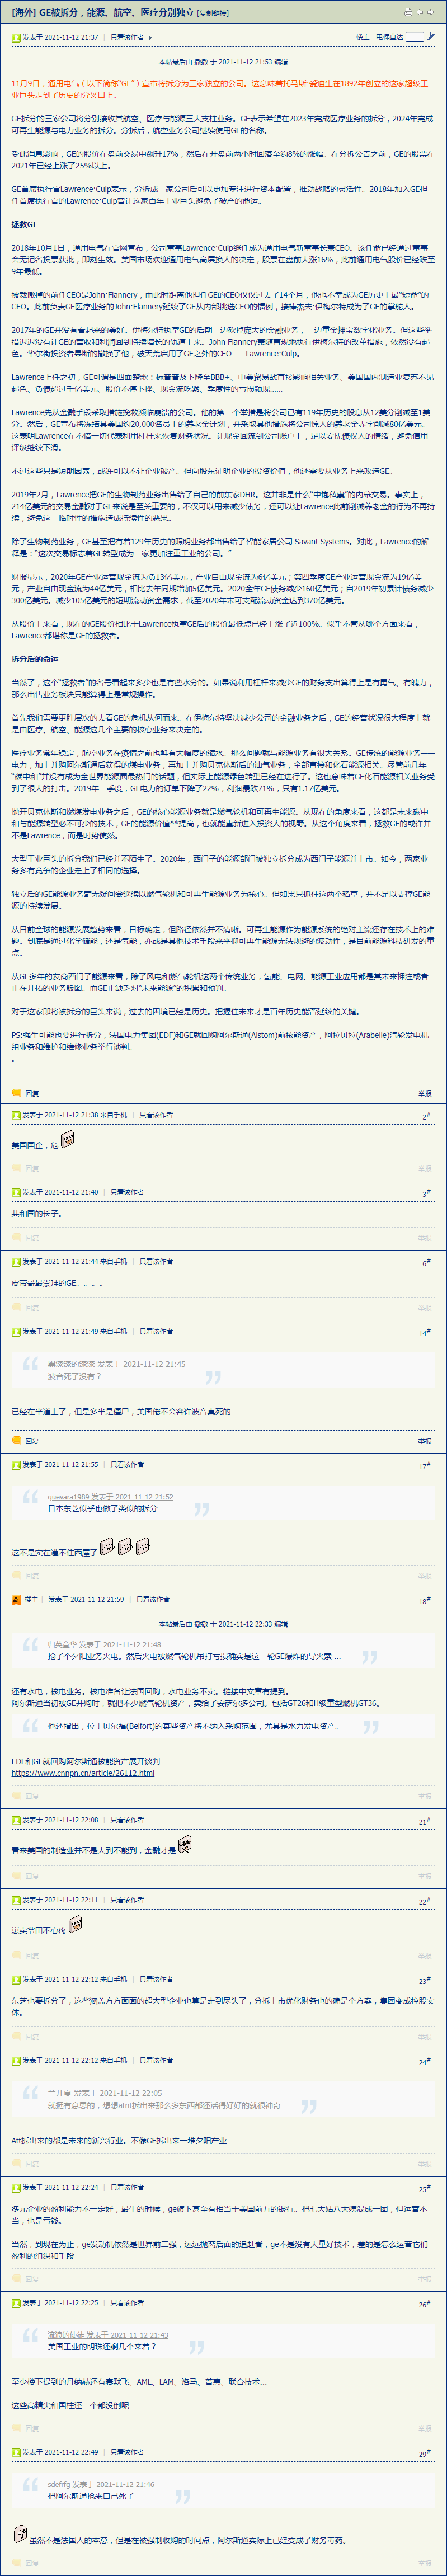 [海外] GE被拆分，能源、航空、医疗分别独立 [复制链接]
发表于 2021-11-12 21:37 | 只看该作者
楼主 电梯直达
本帖最后由 墩墩 于 2021-11-12 21:53 编辑
11月9日，通用电气（以下简称“GE”）宣布将拆分为三家独立的公司。这意味着托马斯·爱迪生在1892年创立的这家超级工
业巨头走到了历史的分叉口上。
GE拆分的三家公司将分别接收其航空、医疗与能源三大支柱业务。GE表示希望在2023年完成医疗业务的拆分，2024年完成
可再生能源与电力业务的拆分。分拆后，航空业务公司继续使用GE的名称。
受此消息影响，GE的股价在盘前交易中飙升17%，然后在开盘前两小时回落至约8%的涨幅。在分拆公告之前，GE的股票在
2021年已经上涨了25%以上。
GE首席执行官Lawrence·Culp表示，分拆成三家公司后可以更加专注进行资本配置，推动战略的灵活性。2018年加入GE担
任首席执行官的Lawrence·Culp曾让这家百年工业巨头避免了破产的命运。
拯救GE
2018年10月1日，通用电气在官网宣布，公司董事Lawrence·Culp继任成为通用电气新董事长兼CEO。该任命已经通过董事
会无记名投票获批，即刻生效。美国市场欢迎通用电气高层换人的决定，股票在盘前大涨16%，此前通用电气股价已经跌至
9年最低。
被裁撤掉的前任CEO是John·Flannery，而此时距离他担任GE的CEO仅仅过去了14个月，他也不幸成为GE历史上最“短命”的
CEO。此前负责GE医疗业务的John·Flannery延续了GE从内部挑选CEO的惯例，接棒杰夫·伊梅尔特成为了GE的掌舵人。
2017年的GE并没有看起来的美好。伊梅尔特执掌GE的后期一边砍掉庞大的金融业务，一边重金押宝数字化业务。但这些举
措迟迟没有让GE的营收和利润回到持续增长的轨道上来。John Flannery萧随曹规地执行伊梅尔特的改革措施，依然没有起
色。华尔街投资者果断的撤换了他，破天荒启用了GE之外的CEO——Lawrence·Culp。
Lawrence上任之初，GE可谓是四面楚歌：标普普及下降至BBB+、中美贸易战直接影响相关业务、美国国内制造业复苏不见
起色、负债超过千亿美元、股价不停下挫、现金流吃紧、季度性的亏损频现......
Lawrence先从金融手段采取措施挽救濒临崩溃的公司。他的第一个举措是将公司已有119年历史的股息从12美分削减至1美
分。然后，GE宣布将冻结其美国约20,000名员工的养老金计划，并采取其他措施将公司惊人的养老金赤字削减80亿美元。
这表明Lawrence在不惜一切代表利用杠杆来恢复财务状况。让现金回流到公司账户上，足以安抚债权人的情绪，避免信用
评级继续下滑。
不过这些只是短期因素，或许可以不让企业破产。但向股东证明企业的投资价值，他还需要从业务上来改造GE。
2019年2月，Lawrence把GE的生物制药业务出售给了自己的前东家DHR。这并非是什么“中饱私囊”的内幕交易。事实上，
214亿美元的交易金融对于GE来说是至关重要的，不仅可以用来减少债务，还可以让Lawrence此前削减养老金的行为不再持
续，避免这一临时性的措施造成持续性的恶果。
除了生物药业务，GE甚至把有着129年历史的照明业务都出售给了智能家居公司 Savant Systems。对此，Lawrence的解
释是：“这次交易标志着GE转型成为一家更加注重工业的公司。”
财报显示，2020年GE产业运营现金流为负13亿美元，产业自由现金流为6亿美元；第四季度GE产业运营现金流为19亿美
元，产业自由现金流为44亿美元，相比去年同期增加5亿美元。2020全年GE债务减少160亿美元；自2019年初累计债务减少
300亿美元。减少105亿美元的短期流动资金需求，截至2020年末可支配流动资金达到370亿美元。
从股价上来看，现在的GE股价相比于Lawrence执掌GE后的股价最低点已经上涨了近100%。似乎不管从哪个方面来看，
Lawrence都堪称是GE的拯救者。
拆分后的命运
当然了，这个“拯救者”的名号看起来多少也是有些水分的。如果说利用杠杆来减少GE的财务支出算得上是有勇气、有魄力，
那么出售业务板块只能算得上是常规操作。
首先我们需要更胜层次的去看GE的危机从何而来。在伊梅尔特坚决减少公司的金融业务之后，GE的经营状况很大程度上就
是由医疗、航空、能源这几个主要的核心业务来决定的。
医疗业务常年稳定，航空业务在疫情之前也鲜有大幅度的缩水。那么问题就与能源业务有很大关系。GE传统的能源业务——
电力，加上并购阿尔斯通后获得的煤电业务，再加上并购贝克休斯后的油气业务，全部直接和化石能源相关。尽管前几年
“碳中和”并没有成为全世界能源圈最热门的话题，但实际上能源绿色转型已经在进行了。这也意味着GE化石能源相关业务受
到了很大的打击。2019年二季度，GE电力的订单下降了22%，利润暴跌71%，只有1.17亿美元。
抛开贝克休斯和燃煤发电业务之后，GE的核心能源业务就是燃气轮机和可再生能源。从现在的角度来看，这都是未来碳中
和与能源转型必不可少的技术，GE的能源价值**提高，也就能重新进入投资人的视野。从这个角度来看，拯救GE的或许并
不是Lawrence，而是时势使然。
大型工业巨头的拆分我们已经并不陌生了。2020年，西门子的能源部门被独立拆分成为西门子能源并上市。如今，两家业
务多有竞争的企业走上了相同的选择。
独立后的GE能源业务毫无疑问会继续以燃气轮机和可再生能源业务为核心。但如果只抓住这两个稻草，并不足以支撑GE能
源的持续发展。
从目前全球的能源发展趋势来看，目标确定，但路径依然并不清晰。可再生能源作为能源系统的绝对主流还存在技术上的难
题。到底是通过化学储能，还是氢能，亦或是其他技术手段来平抑可再生能源无法规避的波动性，是目前能源科技研发的重
点。
从GE多年的友商西门子能源来看，除了风电和燃气轮机这两个传统业务，氢能、电网、能源工业应用都是其未来押注或者
正在开拓的业务版图。而GE正缺乏对“未来能源”的积累和预判。
对于这家即将被拆分的巨头来说，过去的困境已经是历史。把握住未来才是百年历史能否延续的关键。
PS:强生可能也要进行拆分，法国电力集团(EDF)和GE就回购阿尔斯通(Alstom)前核能资产，阿拉贝拉(Arabelle)汽轮发电机
组业务和维护和维修业务举行谈判。
。
回复 举报
发表于 2021-11-12 21:38 来自手机 | 只看该作者 2#
美国国企，危
回复 举报
发表于 2021-11-12 21:40 | 只看该作者 3#
共和国的长子。
回复 举报
发表于 2021-11-12 21:44 来自手机 | 只看该作者 6#
皮带哥最崇拜的GE。。。。
回复 举报
发表于 2021-11-12 21:49 来自手机 | 只看该作者 14#
黑漆漆的漆漆 发表于 2021-11-12 21:45
波音死了没有？
已经在半道上了，但是多半是僵尸，美国佬不会容许波音真死的
回复 举报
发表于 2021-11-12 21:55 | 只看该作者 17#
guevara1989 发表于 2021-11-12 21:52
日本东芝似乎也做了类似的拆分
这不是实在遭不住西屋了
回复 举报
楼主 | 发表于 2021-11-12 21:59 | 只看该作者 18#
本帖最后由 墩墩 于 2021-11-12 22:33 编辑
归英童华 发表于 2021-11-12 21:48
抢了个夕阳业务火电。然后火电被燃气轮机吊打亏损确实是这一轮GE爆炸的导火索 ...
还有水电，核电业务。核电准备让法国回购，水电业务不卖。链接中文章有提到。
阿尔斯通当初被GE并购时，就把不少燃气轮机资产，卖给了安萨尔多公司。包括GT26和H级重型燃机GT36。
他还指出，位于贝尔福(Belfort)的某些资产将不纳入采购范围，尤其是水力发电资产。
EDF和GE就回购阿尔斯通核能资产展开谈判
https://www.cnnpn.cn/article/26112.html
回复 举报
发表于 2021-11-12 22:08 | 只看该作者 21#
看来美国的制造业并不是大到不能到，金融才是
回复 举报
发表于 2021-11-12 22:11 | 只看该作者 22#
崽卖爷田不心疼
回复 举报
发表于 2021-11-12 22:12 来自手机 | 只看该作者 23#
东芝也要拆分了，这些涵盖方方面面的超大型企业也算是走到尽头了，分拆上市优化财务也的确是个方案，集团变成控股实
体。
回复 举报
发表于 2021-11-12 22:12 来自手机 | 只看该作者 24#
兰开夏 发表于 2021-11-12 22:05
就挺有意思的，想想atnt拆出来那么多东西都还活得好好的就很神奇
Att拆出来的都是未来的新兴行业。不像GE拆出来一堆夕阳产业
回复 举报
发表于 2021-11-12 22:24 | 只看该作者 25#
多元企业的盈利能力不一定好，最牛的时候，ge旗下甚至有相当于美国前五的银行。把七大姑八大姨混成一团，但运营不
当，也是亏钱。
当然，到现在为止，ge发动机依然是世界前二强，远远抛离后面的追赶者，ge不是没有大量好技术，差的是怎么运营它们
盈利的组织和手段
回复 举报
发表于 2021-11-12 22:25 | 只看该作者 26#
流浪的使徒 发表于 2021-11-12 21:43
美国工业的明珠还剩几个来着？
至少楼下提到的丹纳赫还有赛默飞、AML、LAM、洛马、普惠、联合技术...
这些高精尖和国柱还一个都没倒呢
回复 举报
发表于 2021-11-12 22:49 | 只看该作者 29#
sdefrfg 发表于 2021-11-12 21:46
把阿尔斯通抢来自己死了
虽然不是法国人的本意，但是在被强制收购的时间点，阿尔斯通实际上已经变成了财务毒药。
回复 举报